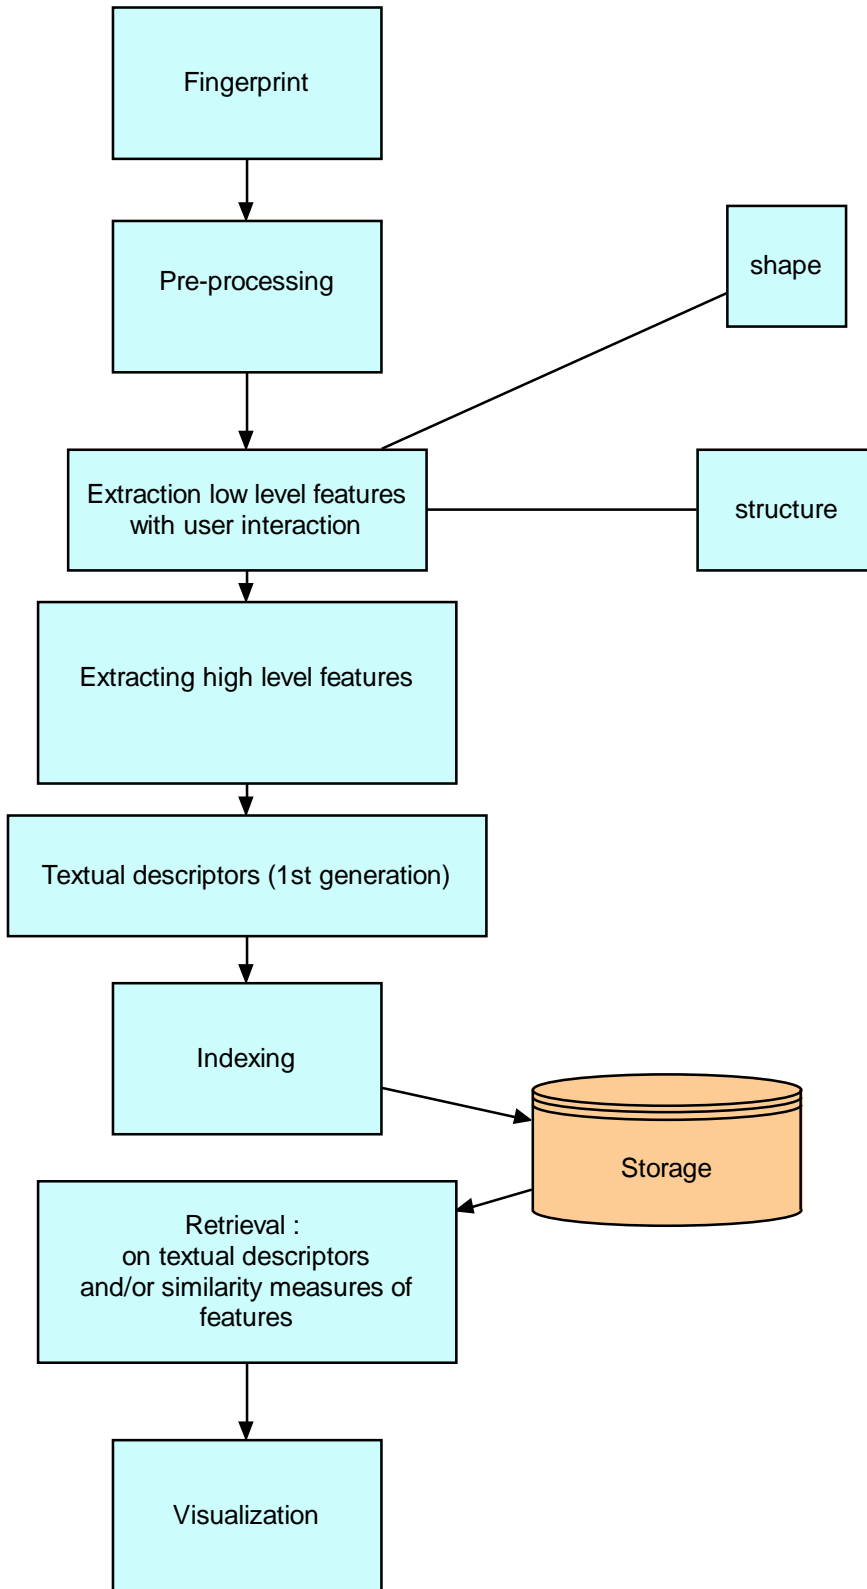 Fingerprint
Pre-processing
shape
Extraction low level features
with user interaction
structure
Extracting high level features
Textual descriptors (1st generation)
Indexing
Storage
Retrieval :
on textual descriptors
and/or similarity measures of
features
Visualization